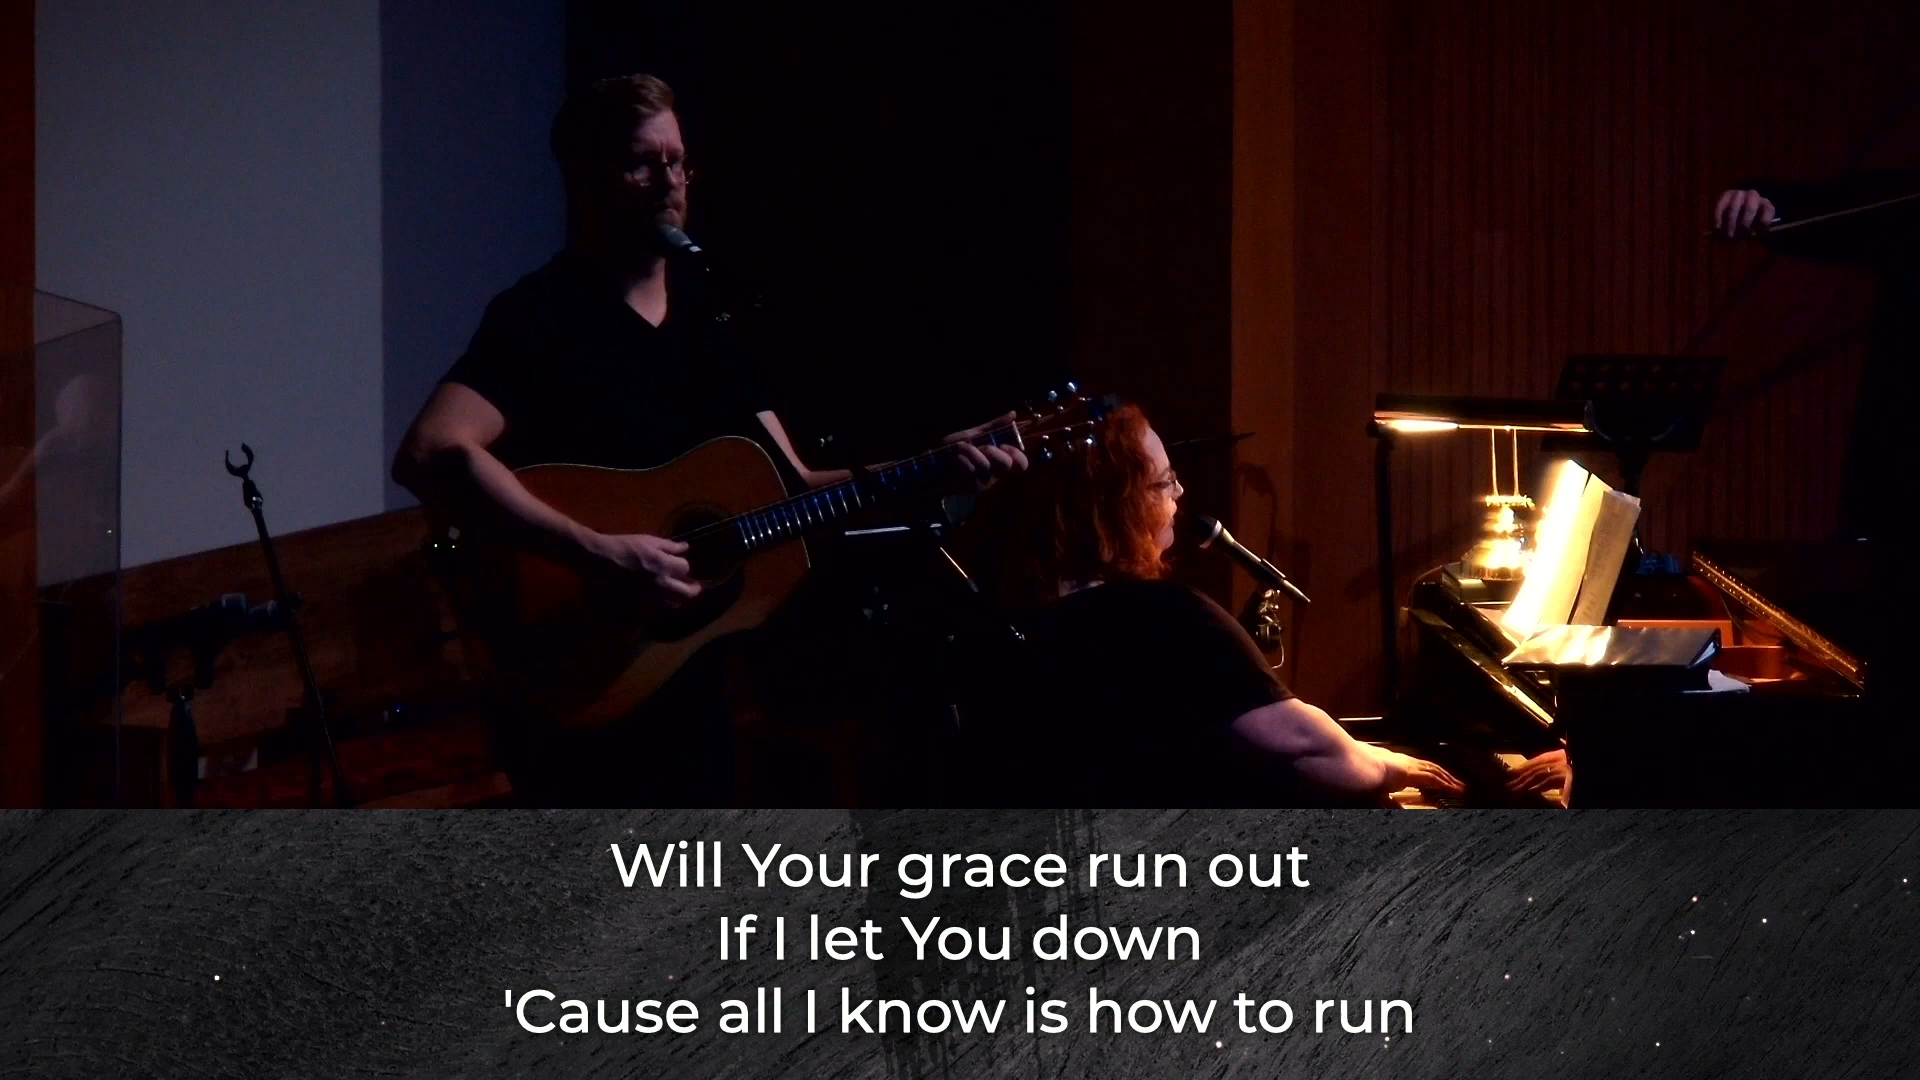 Will Your grace run out
If I let You down
'Cause all I know is how to run